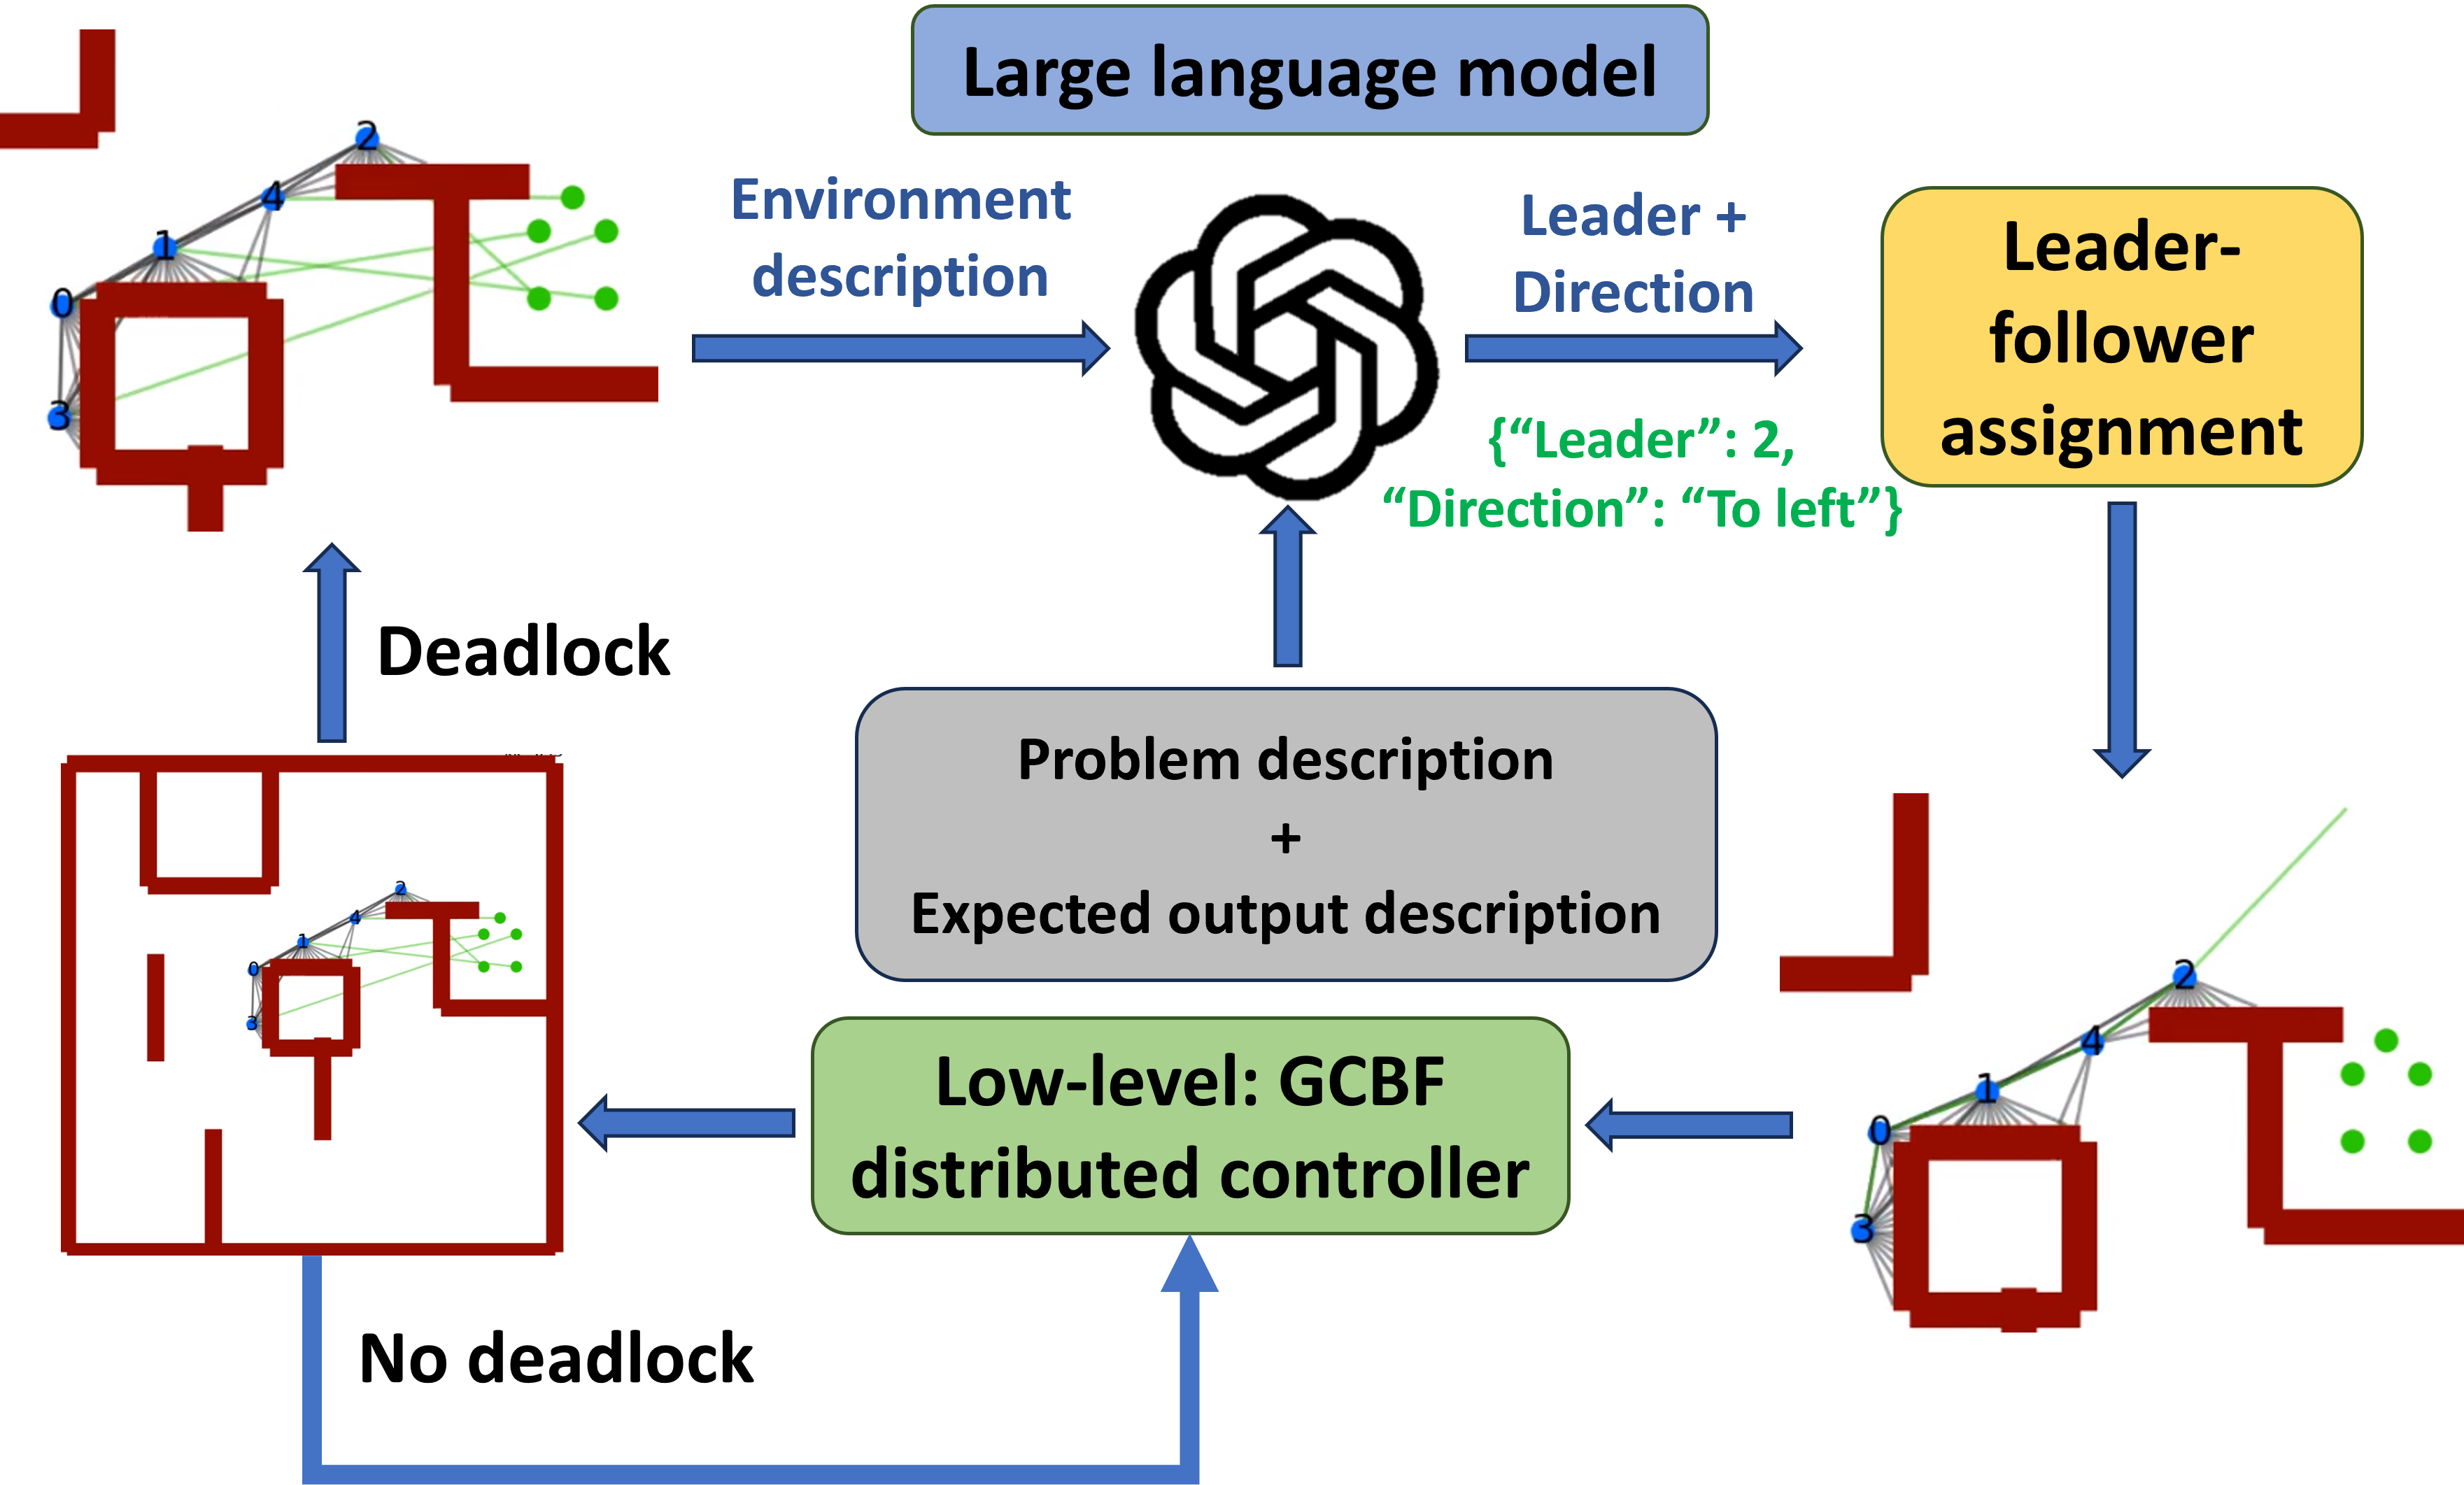 Large language model
2
4
1
0
3
Environment
description
Leader +
Direction
{“Leader”: 2,
“Direction”: “To left”}
Leader-
follower
assignment
Deadlock
Problem description
+
Expected output description
2
4
1
0
3
2
4
1
0
3
Low-level: GCBF
distributed controller
No deadlock